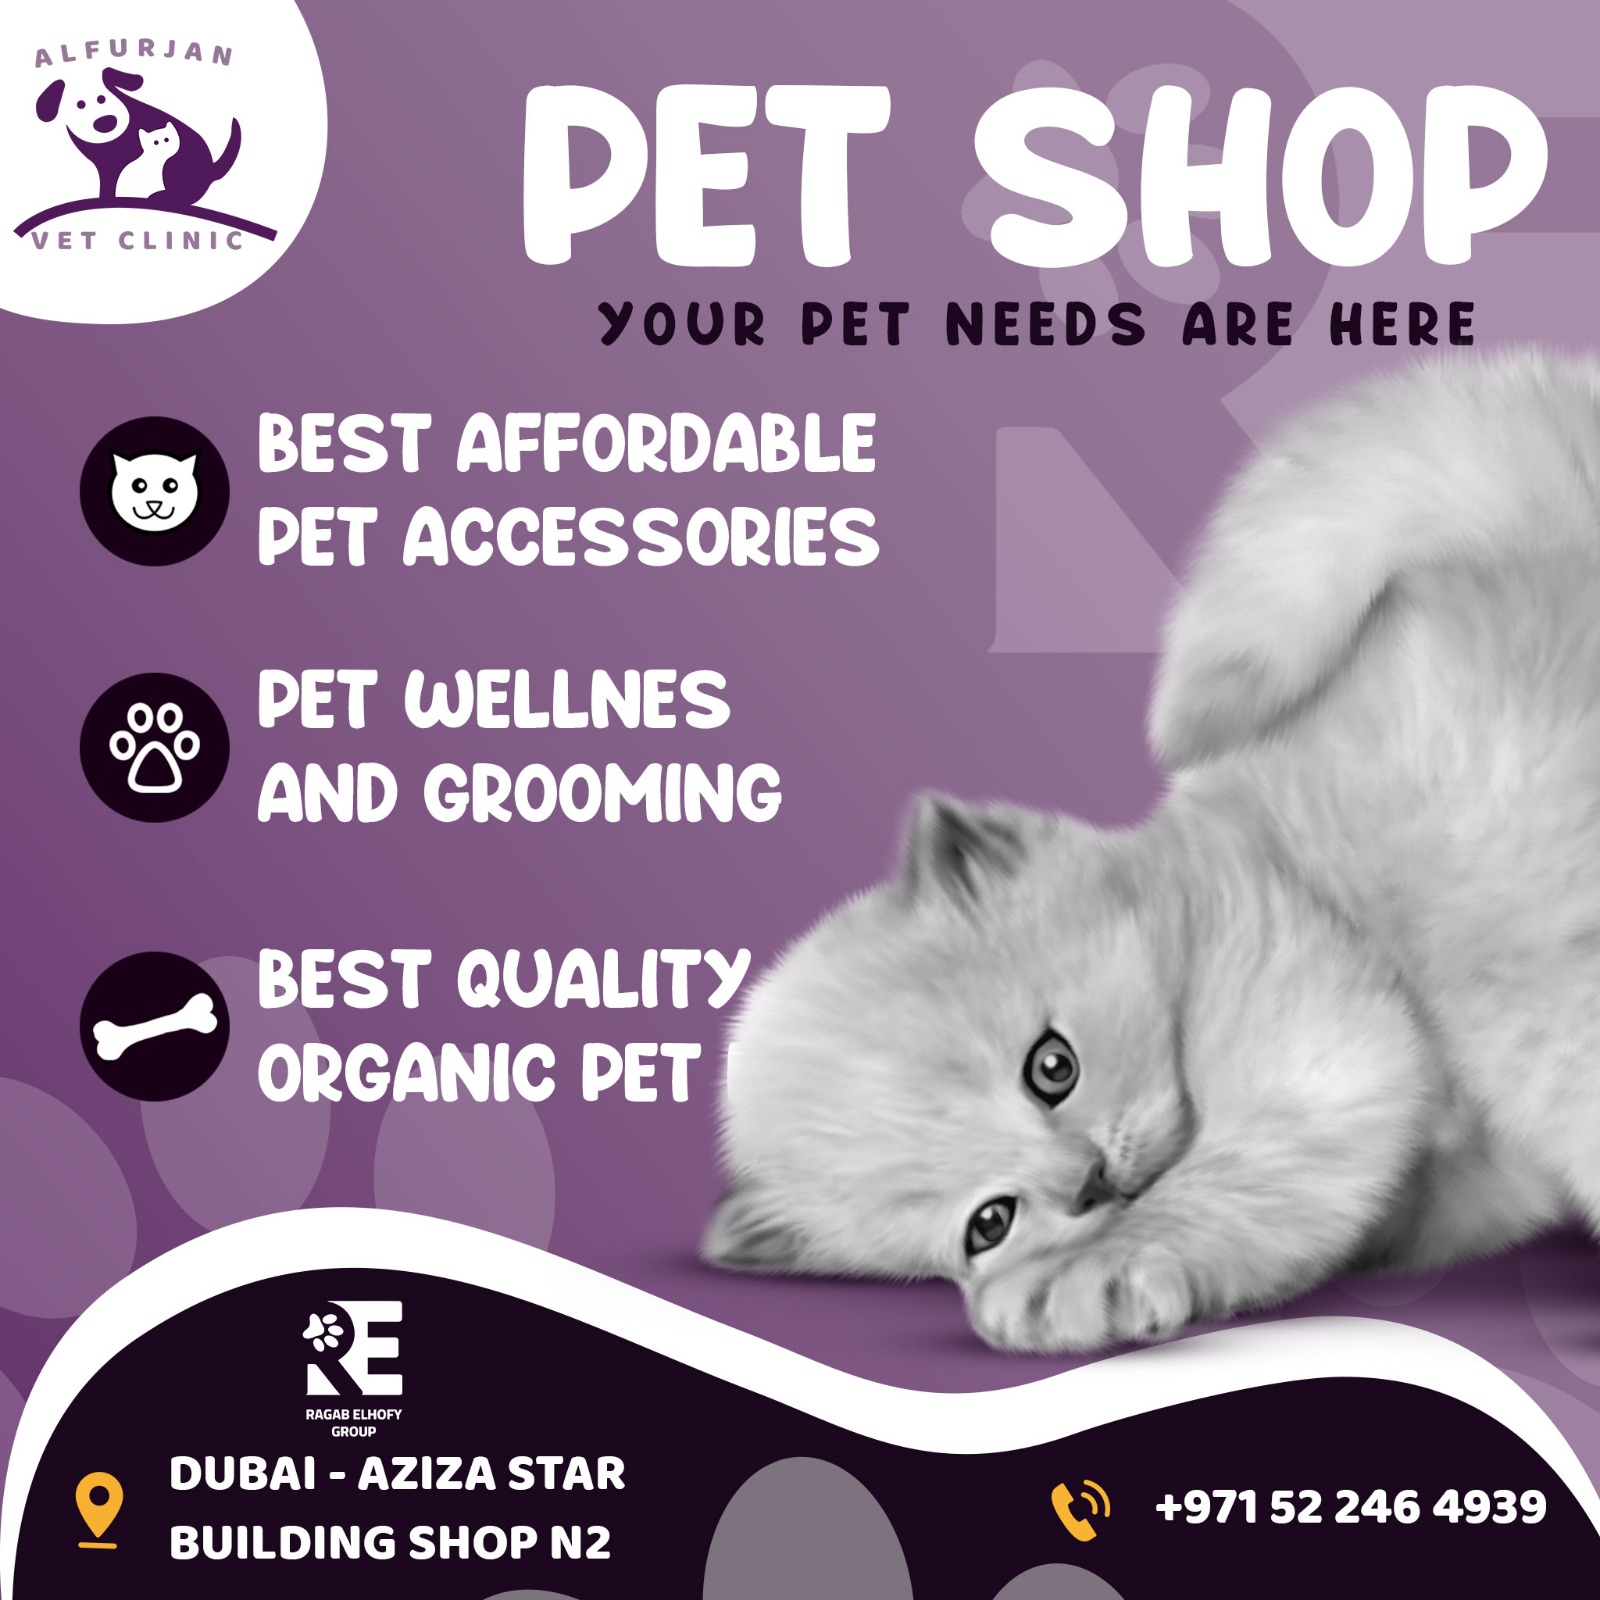 ALFURJAN
VET CLINIC
PET SHOP
YOUR PET NEEDS ARE HERE
BEST AFFORDABLE
PET ACCESSORIES
PET WELLNES
AND GROOMING
BEST QUALITY
ORGANIC PET
RE
RAGAB ELHOFY
GROUP
DUBAI - AZIZA STAR
BUILDING SHOP N2
+971 52 246 4939